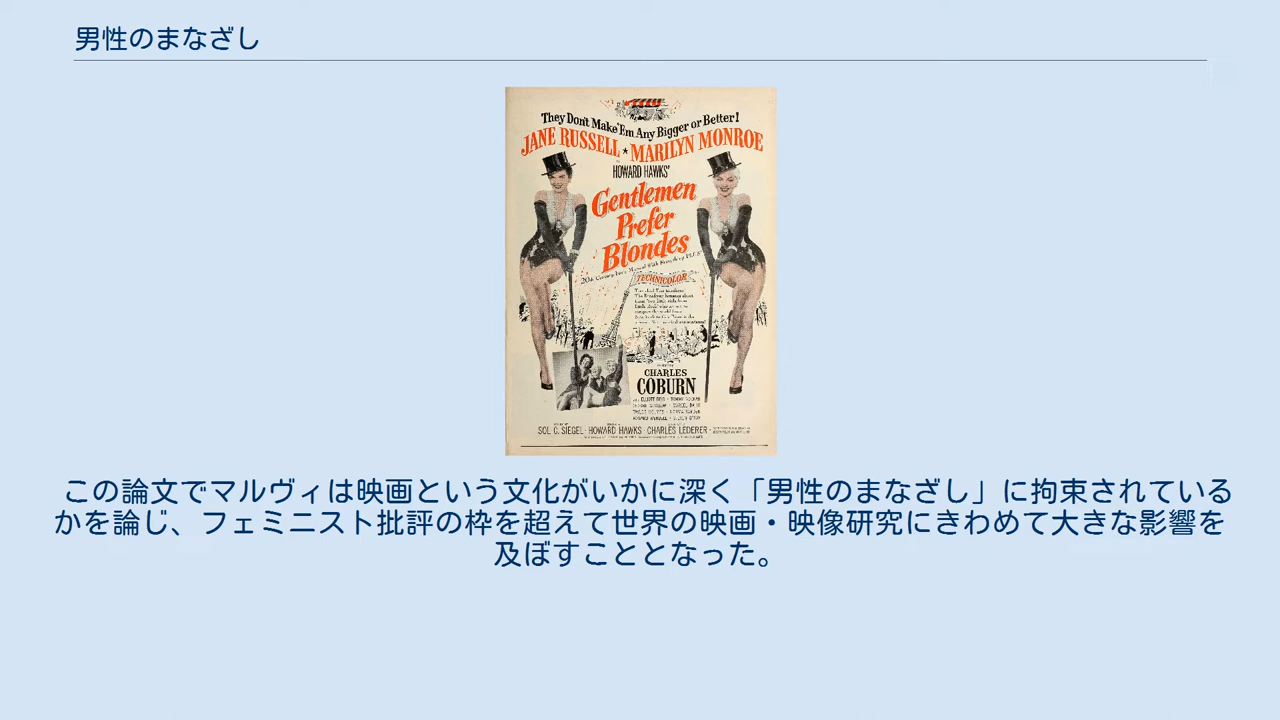 男性のまなざし
They Don't Make 'Em Any Bigger or Better!
JANE RUSSELL ★ MARILYN MONROE
HOWARD HAWKS'
Gentlemen
Prefer
Blondes
TECHNICOLOR
CHARLES
COBURN
SOL C. SIEGEL · HOWARD HAWKS · CHARLES LEDERER
この論文でマルヴィは映画という文化がいかに深く「男性のまなざし」に拘束されている
かを論じ、フェミニスト批評の枠を超えて世界の映画・映像研究にきわめて大きな影響を
及ぼすこととなった。